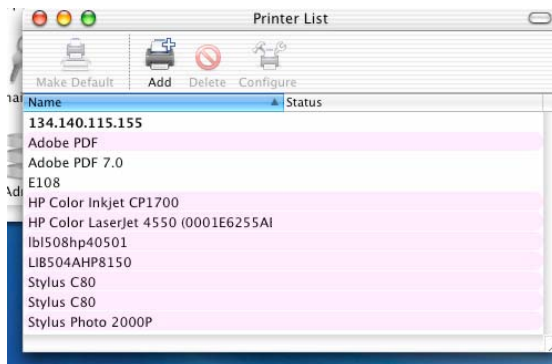 Printer List
Make Default Add Delete Configure
Name Status
134.140.115.155
Adobe PDF
Adobe PDF 7.0
E108
HP Color Inkjet CP1700
HP Color LaserJet 4550 (0001E6255AI
lbl508hp40501
LIB504AHP8150
Stylus C80
Stylus C80
Stylus Photo 2000P